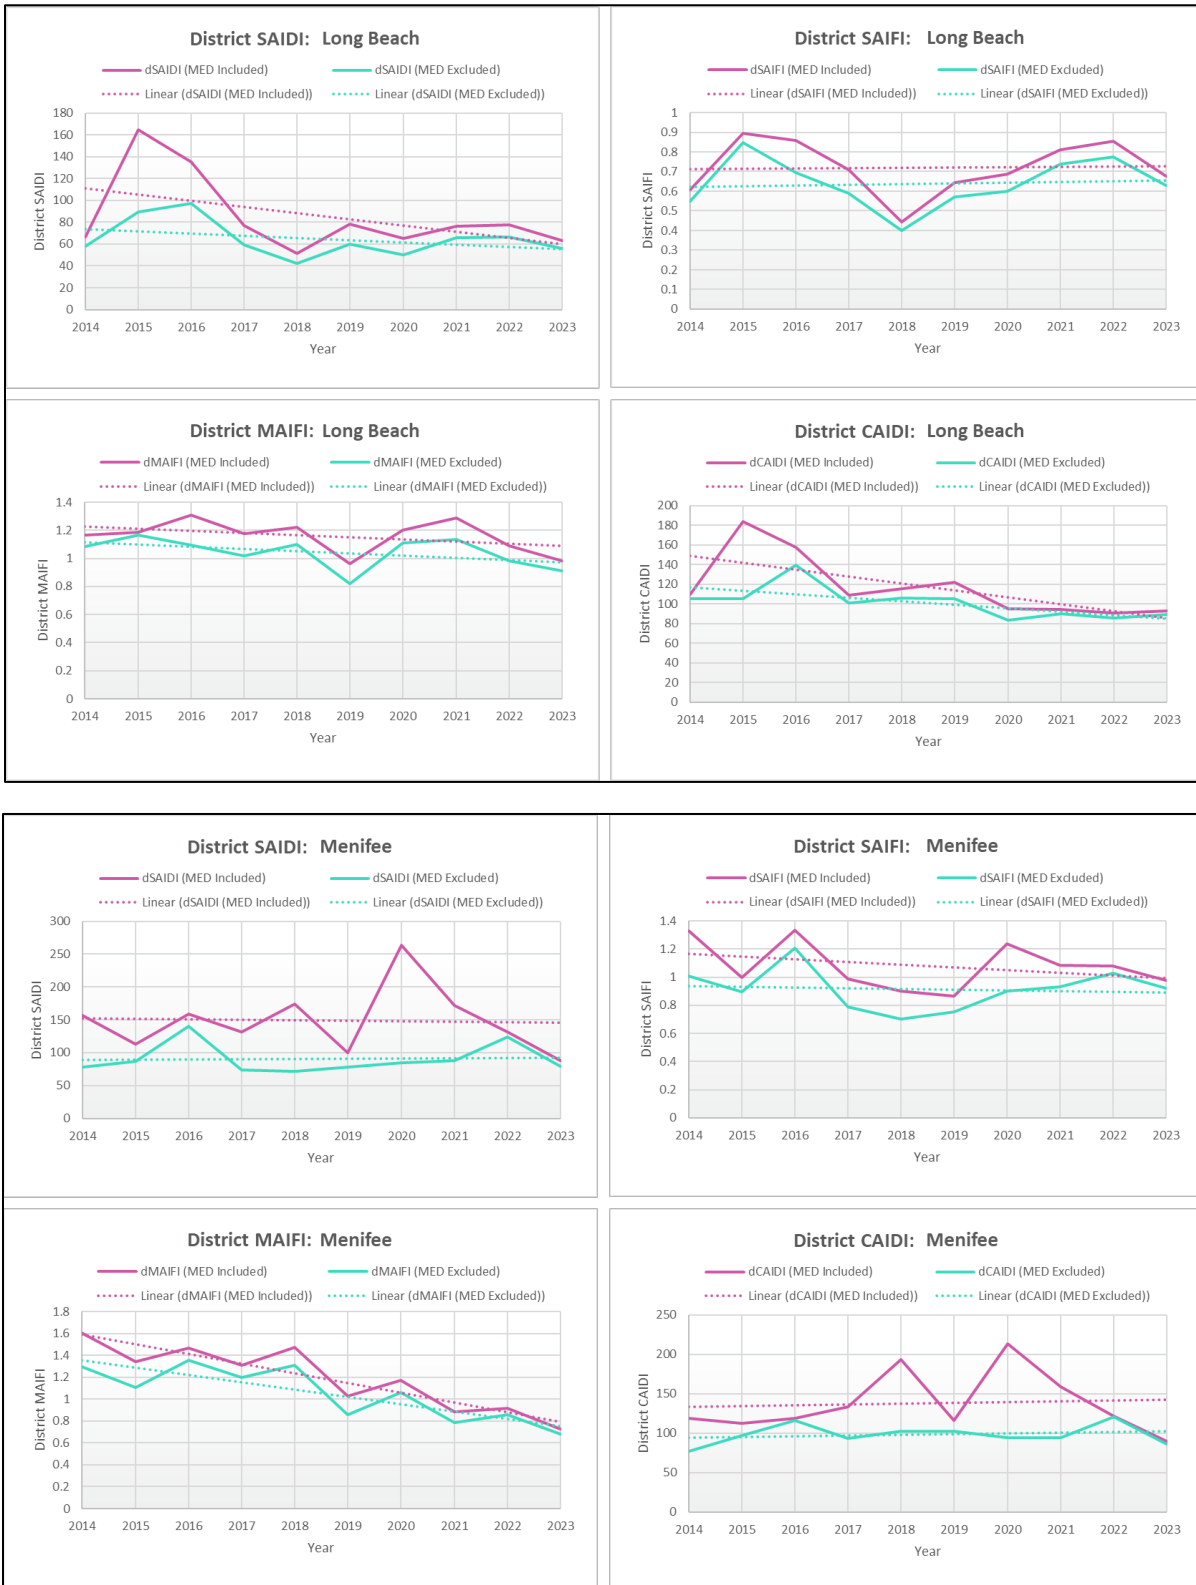 District SAIDI: Long Beach
dSAIDI (MED Included)
dSAIDI (MED Excluded)
Linear (dSAIDI (MED Included))
Linear (dSAIDI (MED Excluded))
180
160
140
120
100
80
60
40
20
0
District SAIDI
2014 2015 2016 2017 2018 2019 2020 2021 2022 2023
Year
District SAIFI: Long Beach
dSAIFI (MED Included)
dSAIFI (MED Excluded)
Linear (dSAIFI (MED Included))
Linear (dSAIFI (MED Excluded))
1
0.9
0.8
0.7
0.6
0.5
0.4
0.3
0.2
0.1
0
District SAIFI
2014 2015 2016 2017 2018 2019 2020 2021 2022 2023
Year
District MAIFI: Long Beach
dMAIFI (MED Included)
dMAIFI (MED Excluded)
Linear (dMAIFI (MED Included))
Linear (dMAIFI (MED Excluded))
1.4
1.2
1
0.8
0.6
0.4
0.2
0
District MAIFI
2014 2015 2016 2017 2018 2019 2020 2021 2022 2023
Year
District CAIDI: Long Beach
dCAIDI (MED Included)
dCAIDI (MED Excluded)
Linear (dCAIDI (MED Included))
Linear (dCAIDI (MED Excluded))
200
180
160
140
120
100
80
60
40
20
0
District CAIDI
2014 2015 2016 2017 2018 2019 2020 2021 2022 2023
Year
District SAIDI: Menifee
dSAIDI (MED Included)
dSAIDI (MED Excluded)
Linear (dSAIDI (MED Included))
Linear (dSAIDI (MED Excluded))
300
250
200
150
100
50
0
District SAIDI
2014 2015 2016 2017 2018 2019 2020 2021 2022 2023
Year
District SAIFI: Menifee
dSAIFI (MED Included)
dSAIFI (MED Excluded)
Linear (dSAIFI (MED Included))
Linear (dSAIFI (MED Excluded))
1.4
1.2
1
0.8
0.6
0.4
0.2
0
District SAIFI
2014 2015 2016 2017 2018 2019 2020 2021 2022 2023
Year
District MAIFI: Menifee
dMAIFI (MED Included)
dMAIFI (MED Excluded)
Linear (dMAIFI (MED Included))
Linear (dMAIFI (MED Excluded))
1.8
1.6
1.4
1.2
1
0.8
0.6
0.4
0.2
0
District MAIFI
2014 2015 2016 2017 2018 2019 2020 2021 2022 2023
Year
District CAIDI: Menifee
dCAIDI (MED Included)
dCAIDI (MED Excluded)
Linear (dCAIDI (MED Included))
Linear (dCAIDI (MED Excluded))
250
200
150
100
50
0
District CAIDI
2014 2015 2016 2017 2018 2019 2020 2021 2022 2023
Year